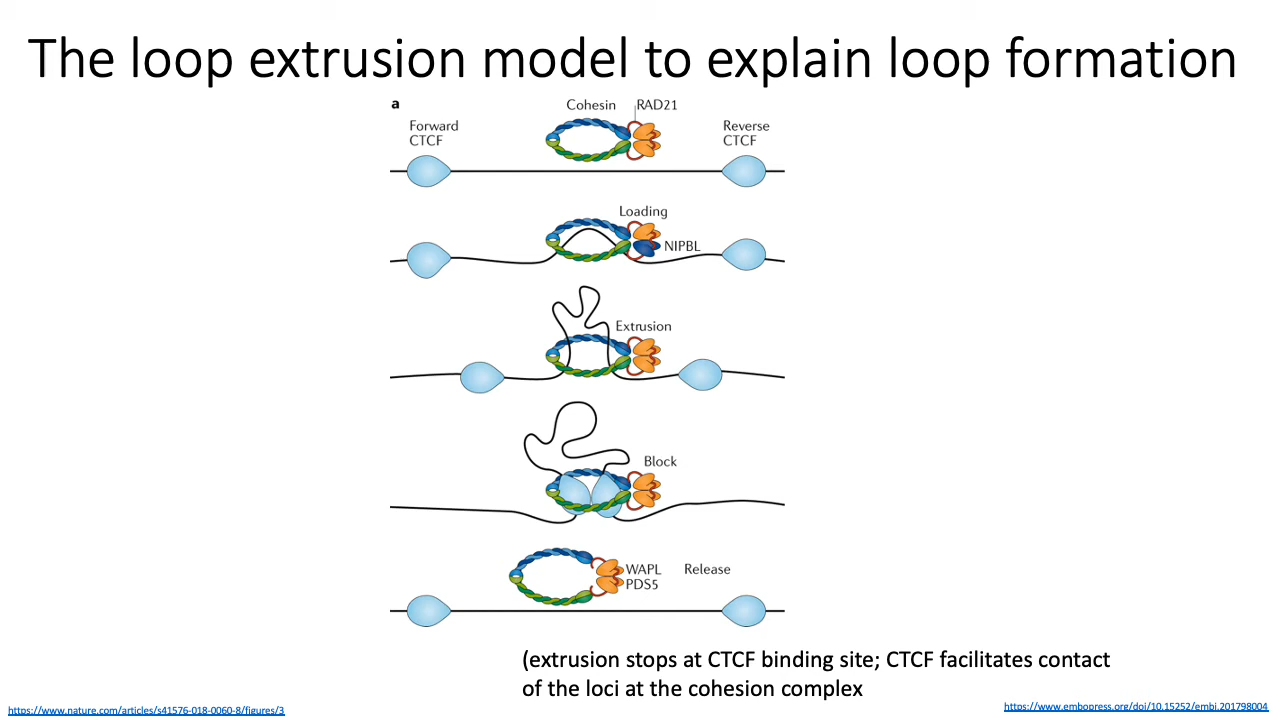 The loop extrusion model to explain loop formation
a
Cohesin
RAD21
Forward
CTCF
Reverse
CTCF
Loading
NIPBL
Extrusion
Block
WAPL
PDS5
Release
(extrusion stops at CTCF binding site; CTCF facilitates contact
of the loci at the cohesion complex
https://www.nature.com/articles/s41576-018-0060-8/figures/3
https://www.embopress.org/doi/10.15252/embj.201798004